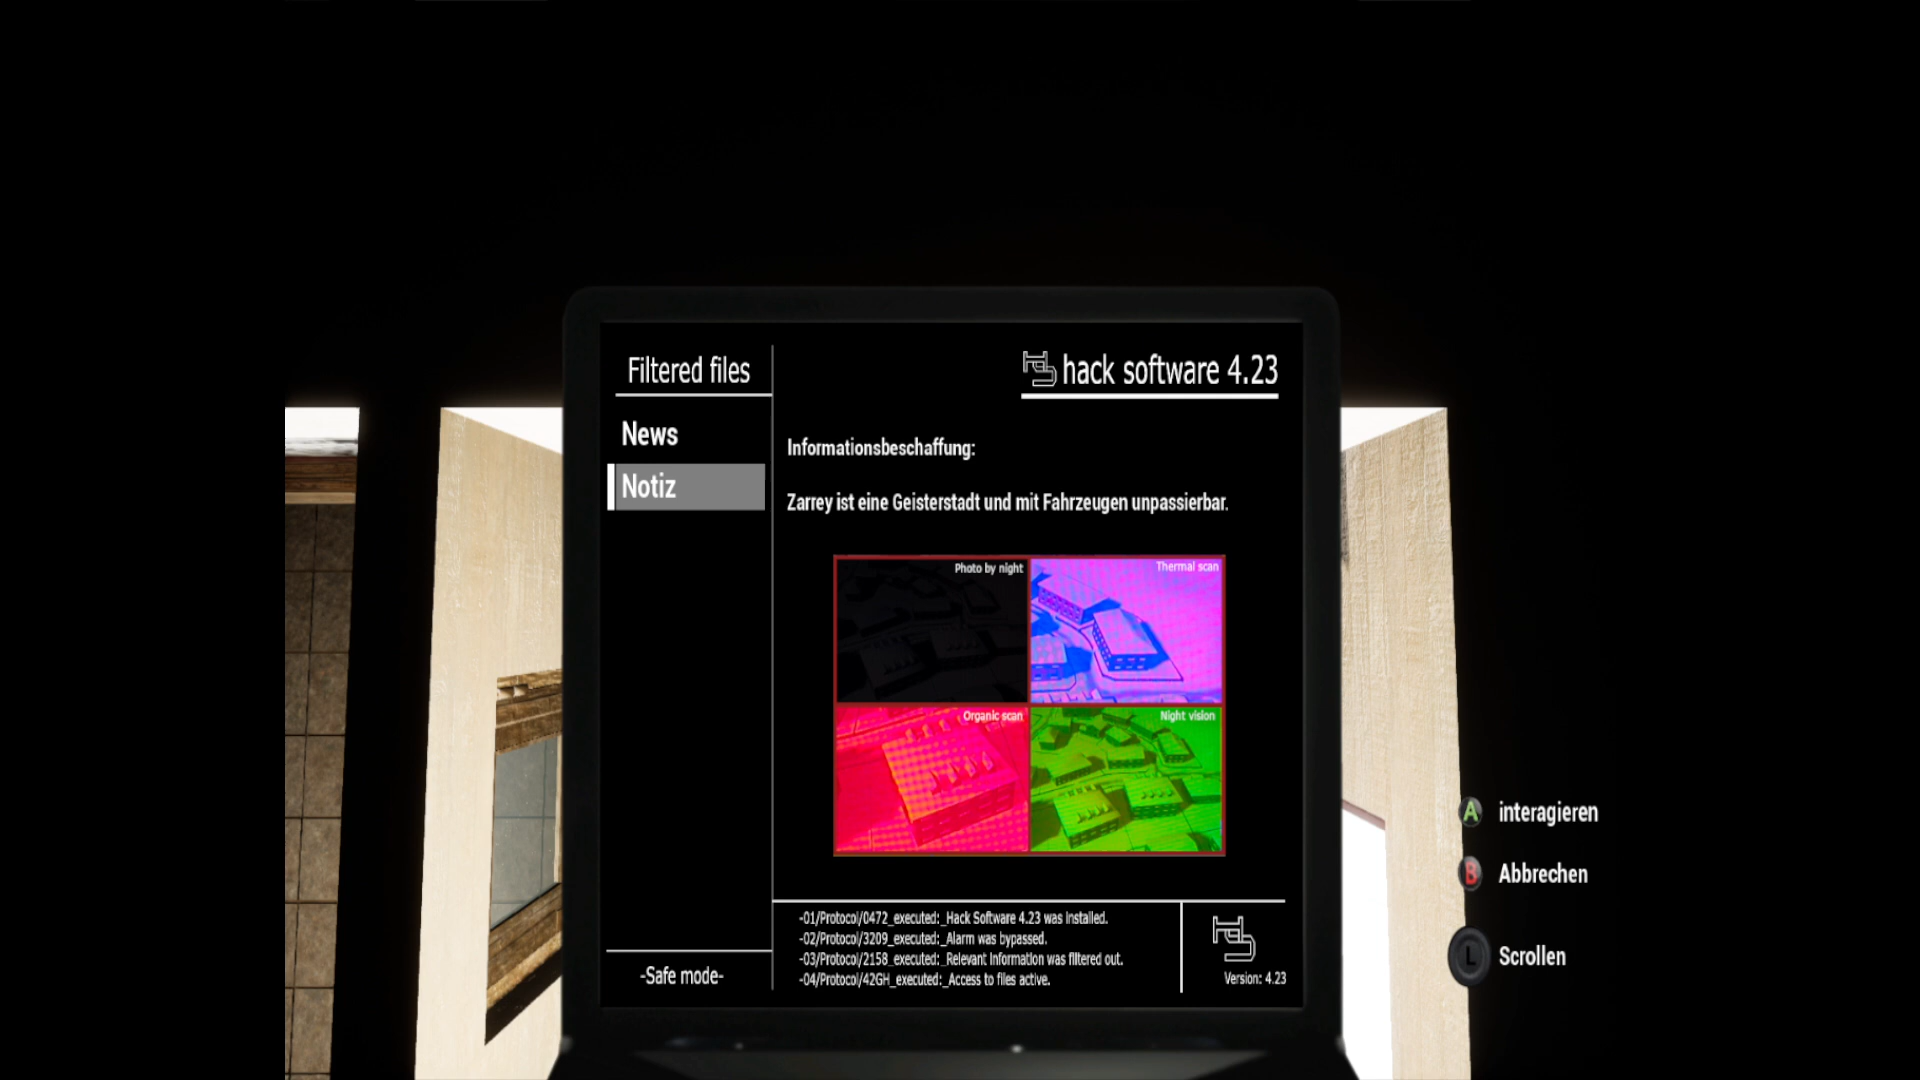 Filtered files
hack software 4.23
News
Notiz
Informationsbeschaffung:
Zarrey ist eine Geisterstadt und mit Fahrzeugen unpassierbar.
Photo by night
Thermal scan
Organic scan
Night vision
-01/Protocol/0472_executed:_Hack Software 4.23 was installed.
-02/Protocol/3209_executed:_Alarm was bypassed.
-03/Protocol/2158_executed:_Relevant Information was filtered out.
-04/Protocol/42GH_executed:_Access to files active.
-Safe mode-
Version: 4.23
A interagieren
B Abbrechen
L Scrollen